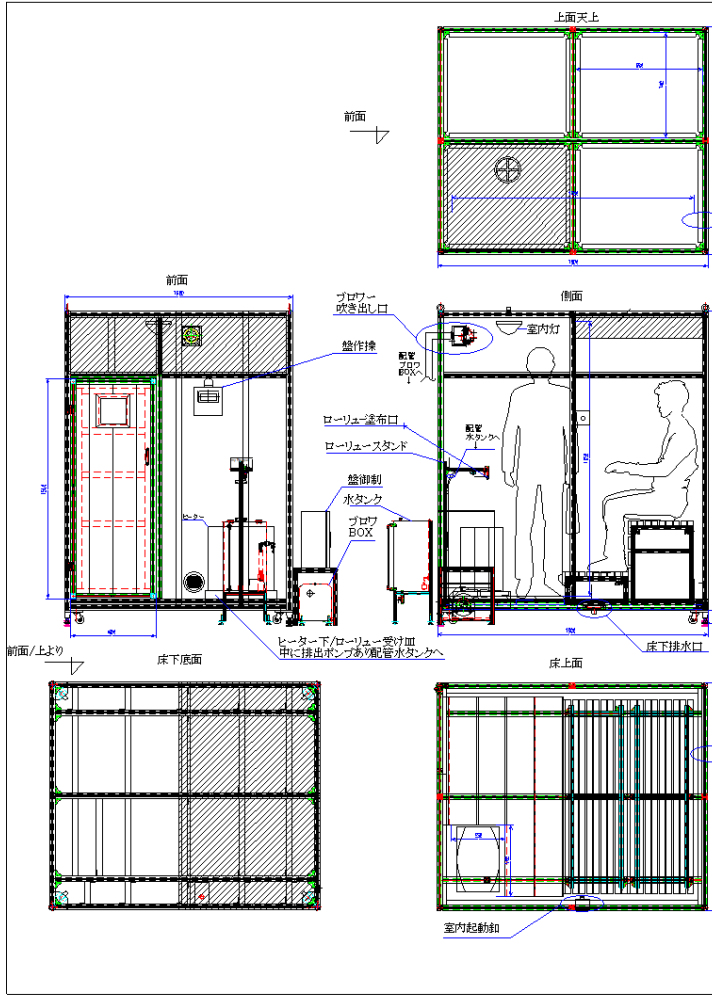 上面天上
前面
前面
側面
ブロワー
吹き出し口
室内灯
盤作操
配管
ブロワ
BOXへ
ローリュー塗布口
配管
水タンクへ
ローリュースタンド
盤御制
水タンク
ブロワ
BOX
ヒーター
ヒーター下/ローリュー受け皿
中に排出ポンプあり配管水タンクへ
床下排水口
前面/上より
床下底面
床上面
室内起動釦